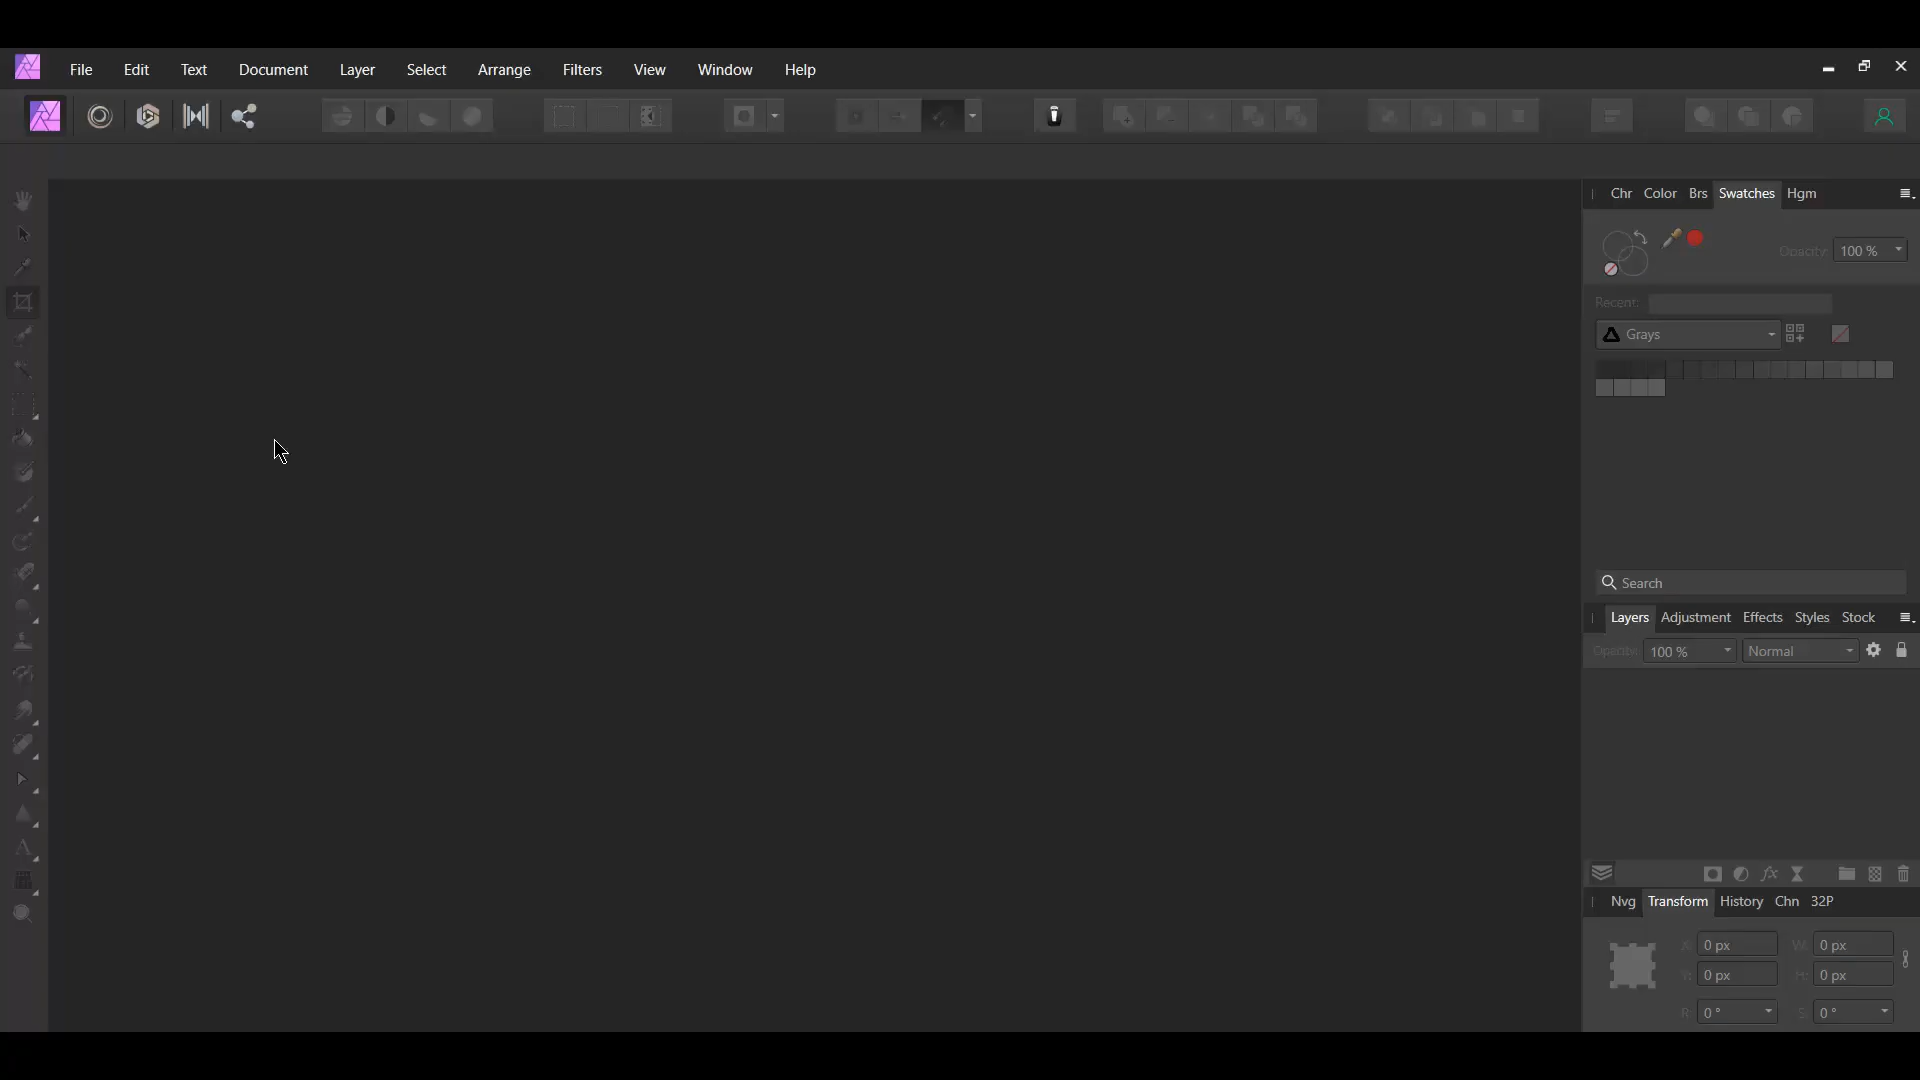 File Edit Text Document Layer Select Arrange Filters View Window Help
Chr Color Brs Swatches Hgm
Opacity: 100 %
Recent:
Grays
Search
Layers Adjustment Effects Styles Stock
Opacity: 100 % Normal
Nvg Transform History Chn 32P
X: 0 px W: 0 px
Y: 0 px H: 0 px
R: 0 ° S: 0 °